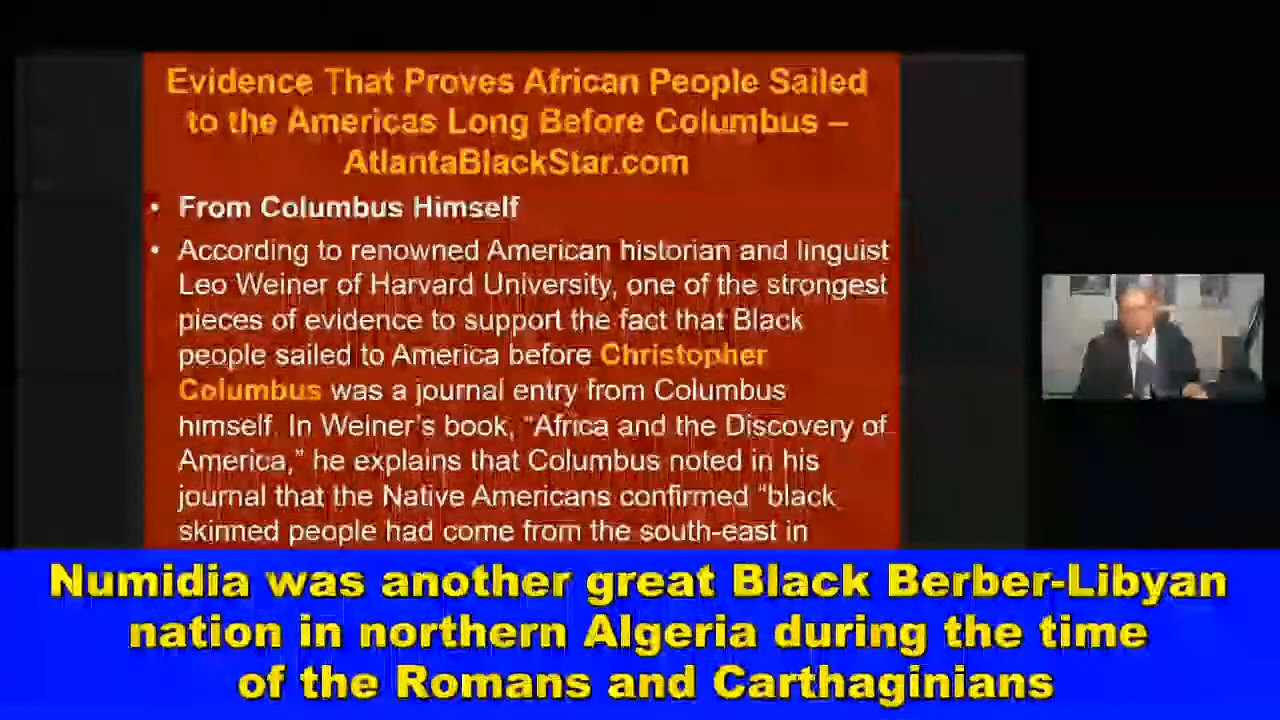 Evidence That Proves African People Sailed
to the Americas Long Before Columbus –
AtlantaBlackStar.com
• From Columbus Himself
• According to renowned American historian and linguist
Leo Weiner of Harvard University, one of the strongest
pieces of evidence to support the fact that Black
people sailed to America before Christopher
Columbus was a journal entry from Columbus
himself. In Weiner's book, "Africa and the Discovery of
America," he explains that Columbus noted in his
journal that the Native Americans confirmed "black
skinned people had come from the south-east in
Numidia was another great Black Berber-Libyan
nation in northern Algeria during the time
of the Romans and Carthaginians